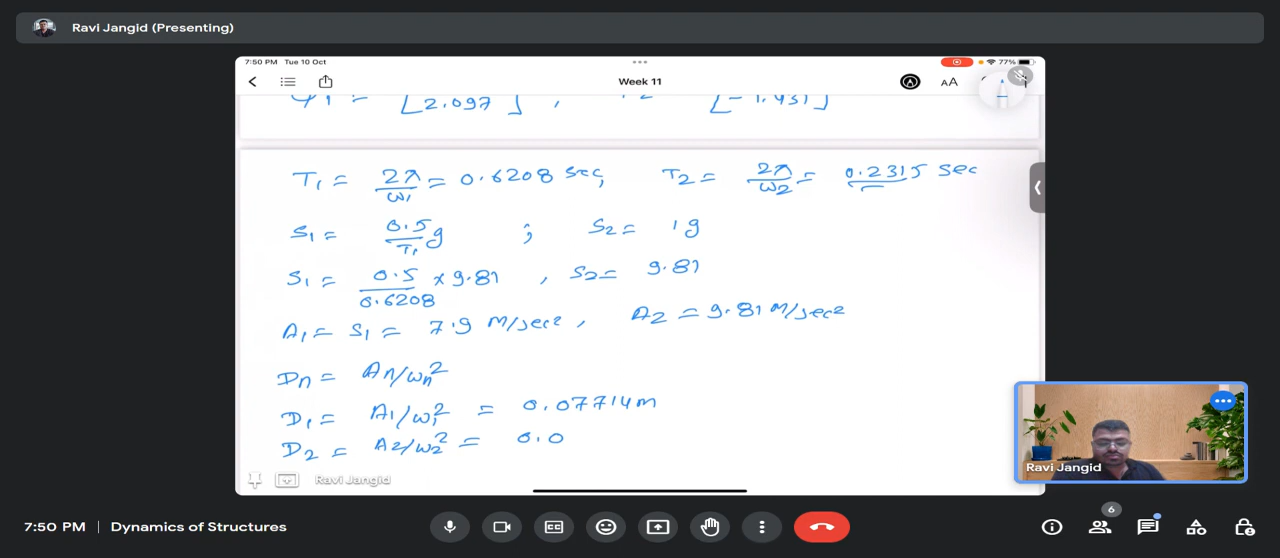 Ravi Jangid (Presenting)
7:50 PM Tue 10 Oct
77%
Week 11
AA
[2.097], [-1.431]
T₁ = 2π/ω₁ = 0.6208 sec, T₂ = 2π/ω₂ = 0.2315 sec
S₁ = 0.5/T₁ g ; S₂ = 1g
S₁ = 0.5/0.6208 × 9.81, S₂ = 9.81
A₁ = S₁ = 7.9 M/sec², A₂ = 9.81 M/sec²
Dn = An/ωn²
D₁ = A₁/ω₁² = 0.07714m
D₂ = A₂/ω₂² = 0.0
Ravi Jangid
Ravi Jangid
7:50 PM | Dynamics of Structures
CC
6